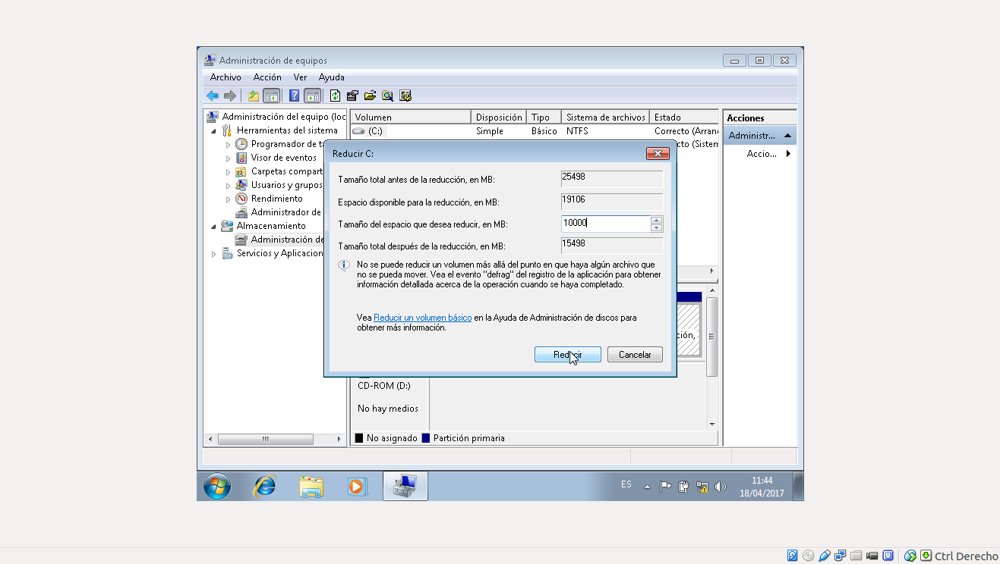 Administración de equipos
Archivo Acción Ver Ayuda
Administración del equipo (loc
Herramientas del sistema
Programador de ta
Visor de eventos
Carpetas compart
Usuarios y grupos
Rendimiento
Administrador de
Almacenamiento
Administración de
Servicios y Aplicacion
Volumen Disposición Tipo Sistema de archivos Estado
(C:) Simple Básico NTFS Correcto (Arran
cto (Sistem
Acciones
Administr...
Accio...
Reducir C:
Tamaño total antes de la reducción, en MB: 25498
Espacio disponible para la reducción, en MB: 19106
Tamaño del espacio que desea reducir, en MB: 10000
Tamaño total después de la reducción, en MB: 15498
No se puede reducir un volumen más allá del punto en que haya algún archivo que
no se pueda mover. Vea el evento "defrag" del registro de la aplicación para obtener
información detallada acerca de la operación cuando se haya completado.
Vea Reducir un volumen básico en la Ayuda de Administración de discos para
obtener más información.
Reducir Cancelar
ción,
CD-ROM (D:)
No hay medios
No asignado Partición primaria
ES
11:44
18/04/2017
Ctrl Derecho